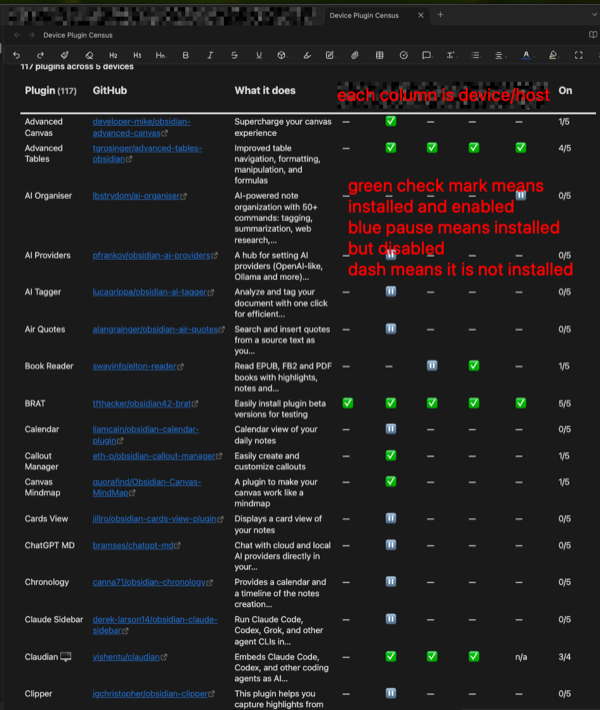 Device Plugin Census
Device Plugin Census
H2 H3 Hn B I S U A
117 plugins across 5 devices
Plugin (117) GitHub What it does each column is device/host On
Advanced Canvas developer-mike/obsidian-advanced-canvas Supercharge your canvas experience — ✅ — — — 1/5
Advanced Tables tgrosinger/advanced-tables-obsidian Improved table navigation, formatting, manipulation, and formulas — ✅ ✅ ✅ ✅ 4/5
green check mark means
installed and enabled
blue pause means installed
but disabled
dash means it is not installed
AI Organiser lbstrydom/ai-organiser AI-powered note organization with 50+ commands: tagging, summarization, web research,... ⏸ 0/5
AI Providers pfrankov/obsidian-ai-providers A hub for setting AI providers (OpenAI-like, Ollama and more)... — ⏸ — — — 0/5
AI Tagger lucagrippa/obsidian-ai-tagger Analyze and tag your document with one click for efficient... — ⏸ — — — 0/5
Air Quotes alangrainger/obsidian-air-quotes Search and insert quotes from a source text as you... — ⏸ — — — 0/5
Book Reader swayinfo/elton-reader Read EPUB, FB2 and PDF books with highlights, notes and... — — ⏸ ✅ — 1/5
BRAT tfthacker/obsidian42-brat Easily install plugin beta versions for testing ✅ ✅ ✅ ✅ ✅ 5/5
Calendar liamcain/obsidian-calendar-plugin Calendar view of your daily notes — ⏸ — — — 0/5
Callout Manager eth-p/obsidian-callout-manager Easily create and customize callouts — ✅ — — — 1/5
Canvas Mindmap quorafind/Obsidian-Canvas-MindMap A plugin to make your canvas work like a mindmap — ✅ — — — 1/5
Cards View jillro/obsidian-cards-view-plugin Displays a card view of your notes — ⏸ — — — 0/5
ChatGPT MD bramses/chatgpt-md Chat with cloud and local AI providers directly in your... — ⏸ — — — 0/5
Chronology canna71/obsidian-chronology Provides a calendar and a timeline of the notes creation... — ⏸ — — — 0/5
Claude Sidebar derek-larson14/obsidian-claude-sidebar Run Claude Code, Codex, Grok, and other agent CLIs in... — ⏸ — — — 0/5
Claudian yishentu/claudian Embeds Claude Code, Codex, and other coding agents as AI... — ✅ ✅ ✅ n/a 3/4
Clipper jgchristopher/obsidian-clipper This plugin helps you capture highlights from — ⏸ — — — 0/5